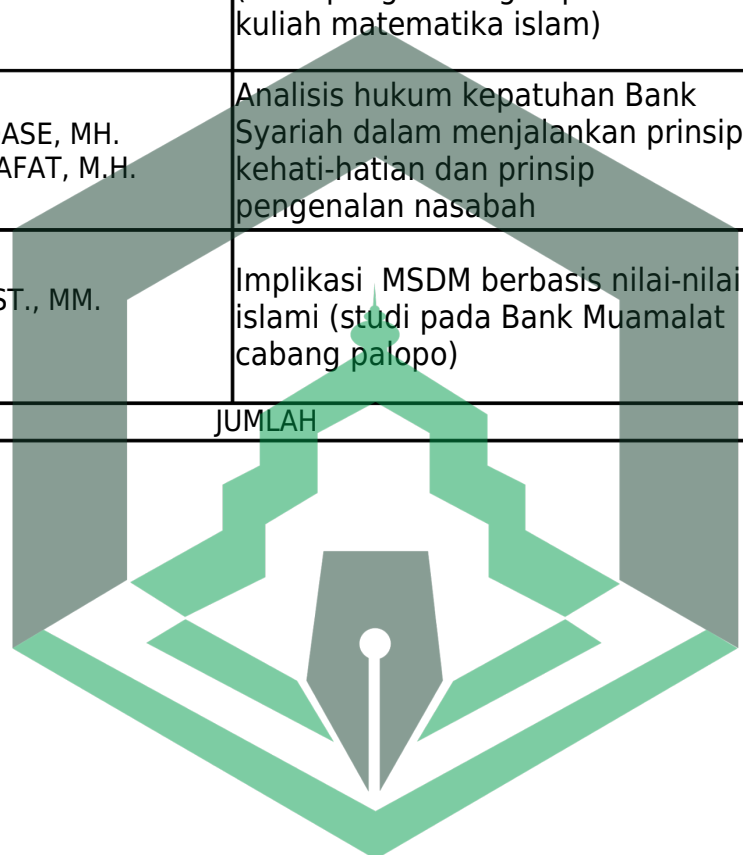 kuliah matematika islam)
ASE, MH.
AFAT, M.H.
Analisis hukum kepatuhan Bank
Syariah dalam menjalankan prinsip
kehati-hatian dan prinsip
pengenalan nasabah
ST., MM.
Implikasi  MSDM berbasis nilai-nilai
islami (studi pada Bank Muamalat
cabang palopo)
JUMLAH